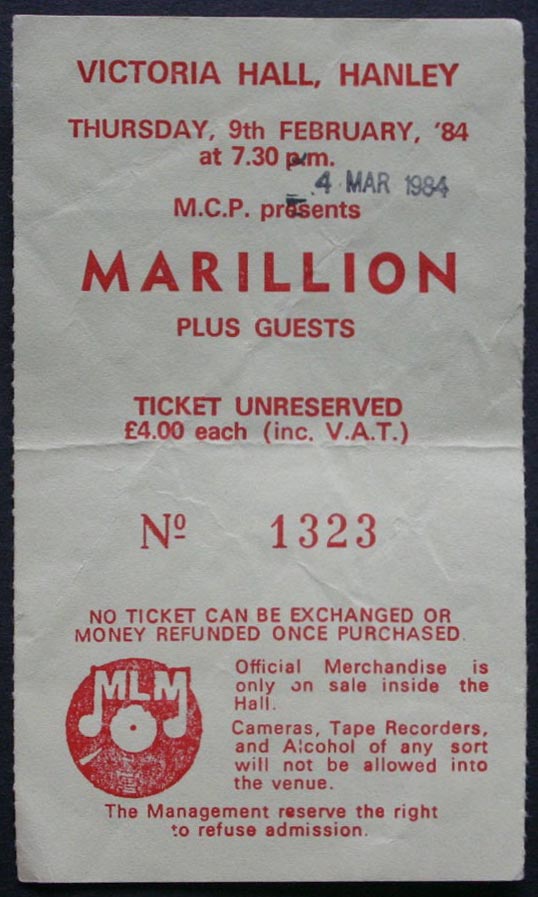 VICTORIA HALL, HANLEY
THURSDAY, 9th FEBRUARY, '84
at 7.30 p.m.
4 MAR 1984
M.C.P. presents
MARILLION
PLUS GUESTS
TICKET UNRESERVED
£4.00 each (inc. V.A.T.)
Nº 1323
NO TICKET CAN BE EXCHANGED OR
MONEY REFUNDED ONCE PURCHASED.
MLM
Official Merchandise is
only on sale inside the
Hall.
Cameras, Tape Recorders,
and Alcohol of any sort
will not be allowed into
the venue.
The Management reserve the right
to refuse admission.